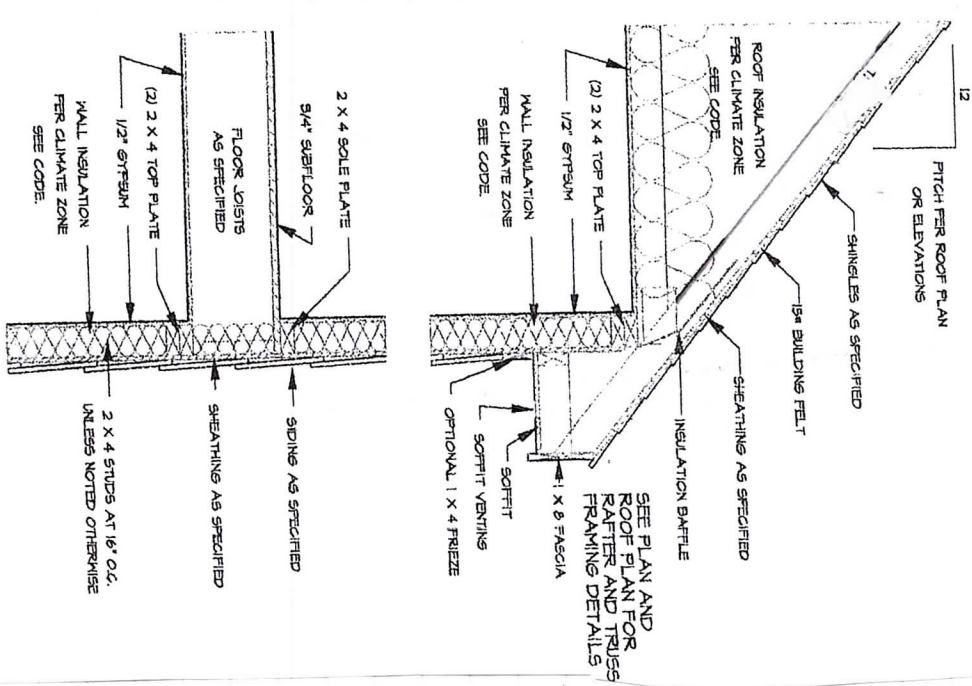 12
PITCH PER ROOF PLAN
OR ELEVATIONS
SHINGLES AS SPECIFIED
15# BUILDING FELT
SHEATHING AS SPECIFIED
INSULATION BAFFLE
ROOF INSULATION
PER CLIMATE ZONE
SEE CODE.
(2) 2 X 4 TOP PLATE
1/2" GYPSUM
WALL INSULATION
PER CLIMATE ZONE
SEE CODE.
SEE PLAN AND
ROOF PLAN FOR
RAFTER AND TRUSS
FRAMING DETAILS
1 X 8 FASCIA
SOFFIT
SOFFIT VENTING
OPTIONAL 1 X 4 FRIEZE
2 X 4 SOLE PLATE
3/4" SUBFLOOR
FLOOR JOISTS
AS SPECIFIED
(2) 2 X 4 TOP PLATE
1/2" GYPSUM
WALL INSULATION
PER CLIMATE ZONE
SEE CODE.
SIDING AS SPECIFIED
SHEATHING AS SPECIFIED
2 X 4 STUDS AT 16" O.C.
UNLESS NOTED OTHERWISE